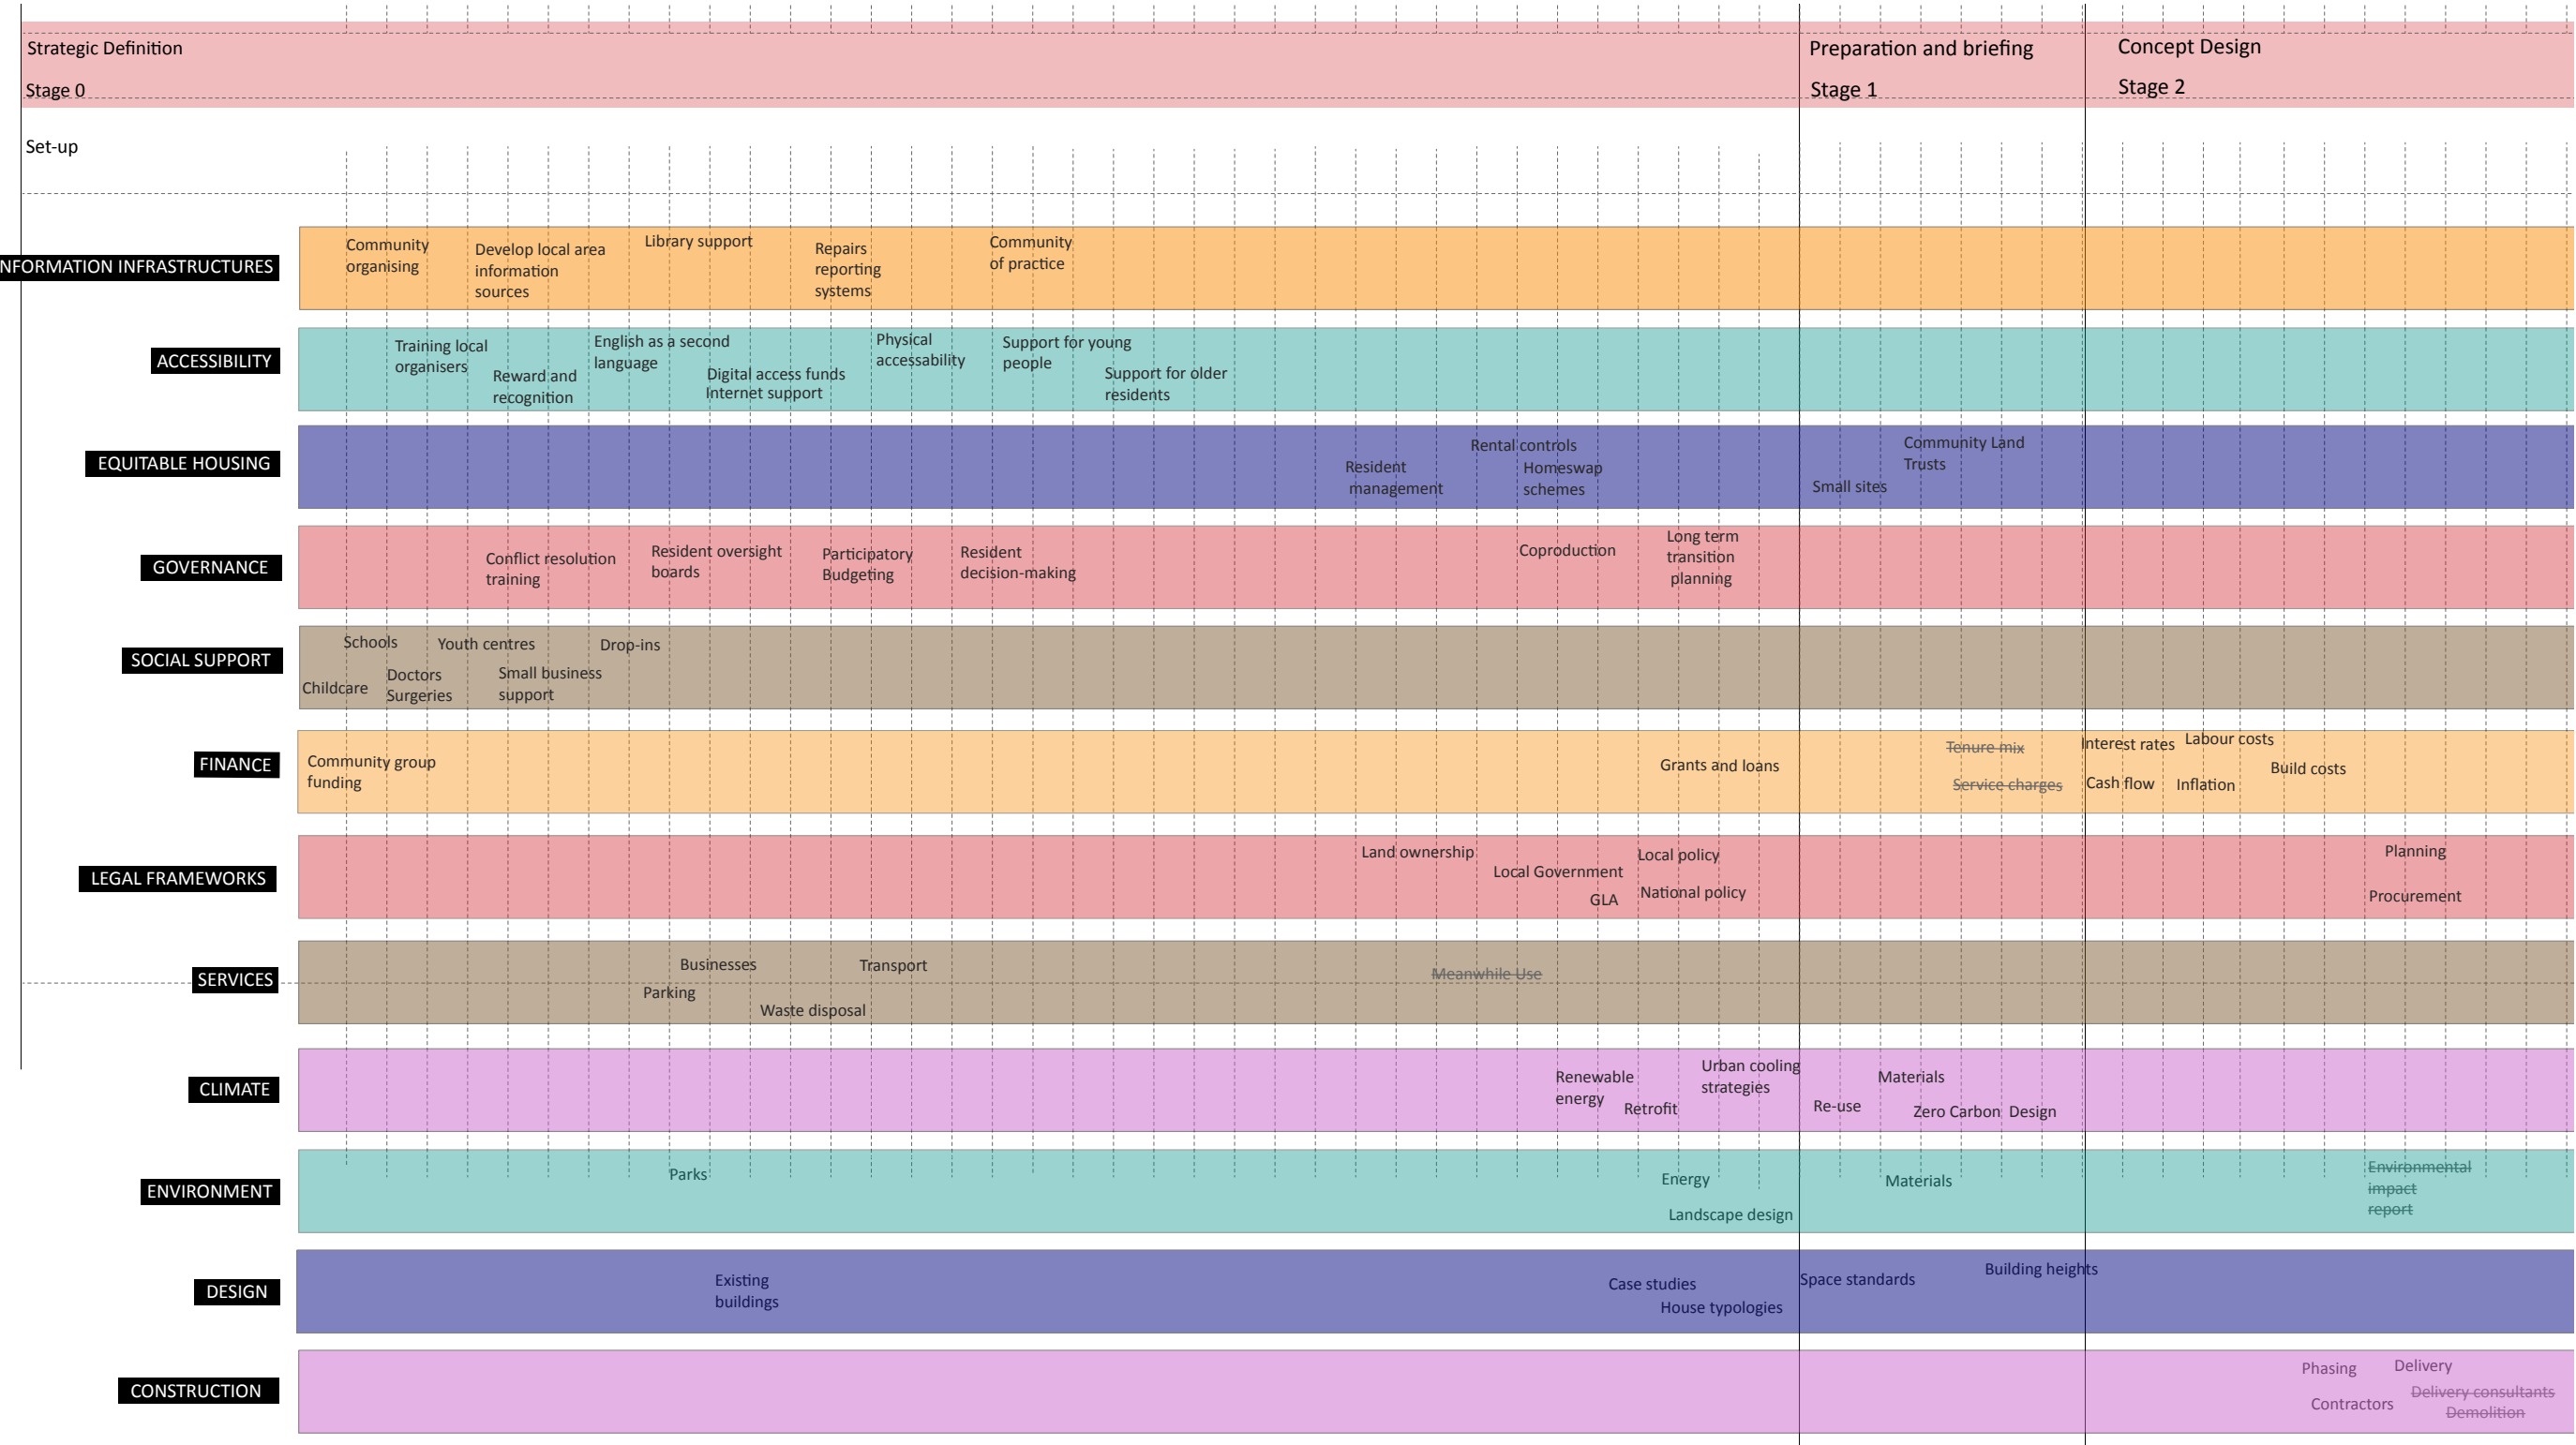 Strategic Definition
Stage 0
Preparation and briefing
Stage 1
Concept Design
Stage 2
Set-up
NFORMATION INFRASTRUCTURES
Community
organising
Develop local area
information
sources
Library support
Repairs
reporting
systems
Community
of practice
ACCESSIBILITY
Training local
organisers
Reward and
recognition
English as a second
language
Digital access funds
Internet support
Physical
accessability
Support for young
people
Support for older
residents
EQUITABLE HOUSING
Resident
management
Rental controls
Homeswap
schemes
Small sites
Community Land
Trusts
GOVERNANCE
Conflict resolution
training
Resident oversight
boards
Participatory
Budgeting
Resident
decision-making
Coproduction
Long term
transition
planning
SOCIAL SUPPORT
Childcare
Schools
Doctors
Surgeries
Youth centres
Small business
support
Drop-ins
FINANCE
Community group
funding
Grants and loans
Tenure mix
Service charges
Interest rates
Cash flow
Labour costs
Inflation
Build costs
LEGAL FRAMEWORKS
Land ownership
Local Government
GLA
Local policy
National policy
Planning
Procurement
SERVICES
Businesses
Parking
Waste disposal
Transport
Meanwhile Use
CLIMATE
Renewable
energy
Retrofit
Urban cooling
strategies
Re-use
Materials
Zero Carbon Design
ENVIRONMENT
Parks
Energy
Landscape design
Materials
Environmental
impact
report
DESIGN
Existing
buildings
Case studies
House typologies
Space standards
Building heights
CONSTRUCTION
Phasing
Contractors
Delivery
Delivery consultants
Demolition